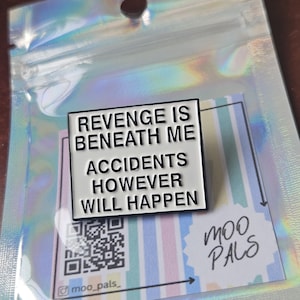 REVENGE IS
BENEATH ME
ACCIDENTS
HOWEVER
WILL HAPPEN
MOO
PALS
moo_pals_